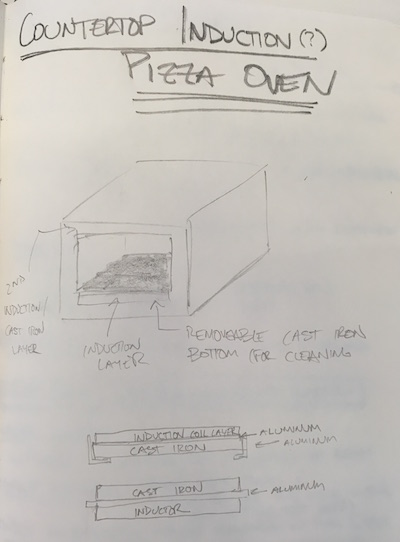 COUNTERTOP INDUCTION(?)
PIZZA OVEN
2ND
INDUCTION/
CAST IRON
LAYER
INDUCTION
LAYER
REMOVEABLE CAST IRON
BOTTOM (FOR CLEANING
INDUCTION COIL LAYER
ALUMINUM
CAST IRON
ALUMINUM
CAST IRON
ALUMINUM
INDUCTOR